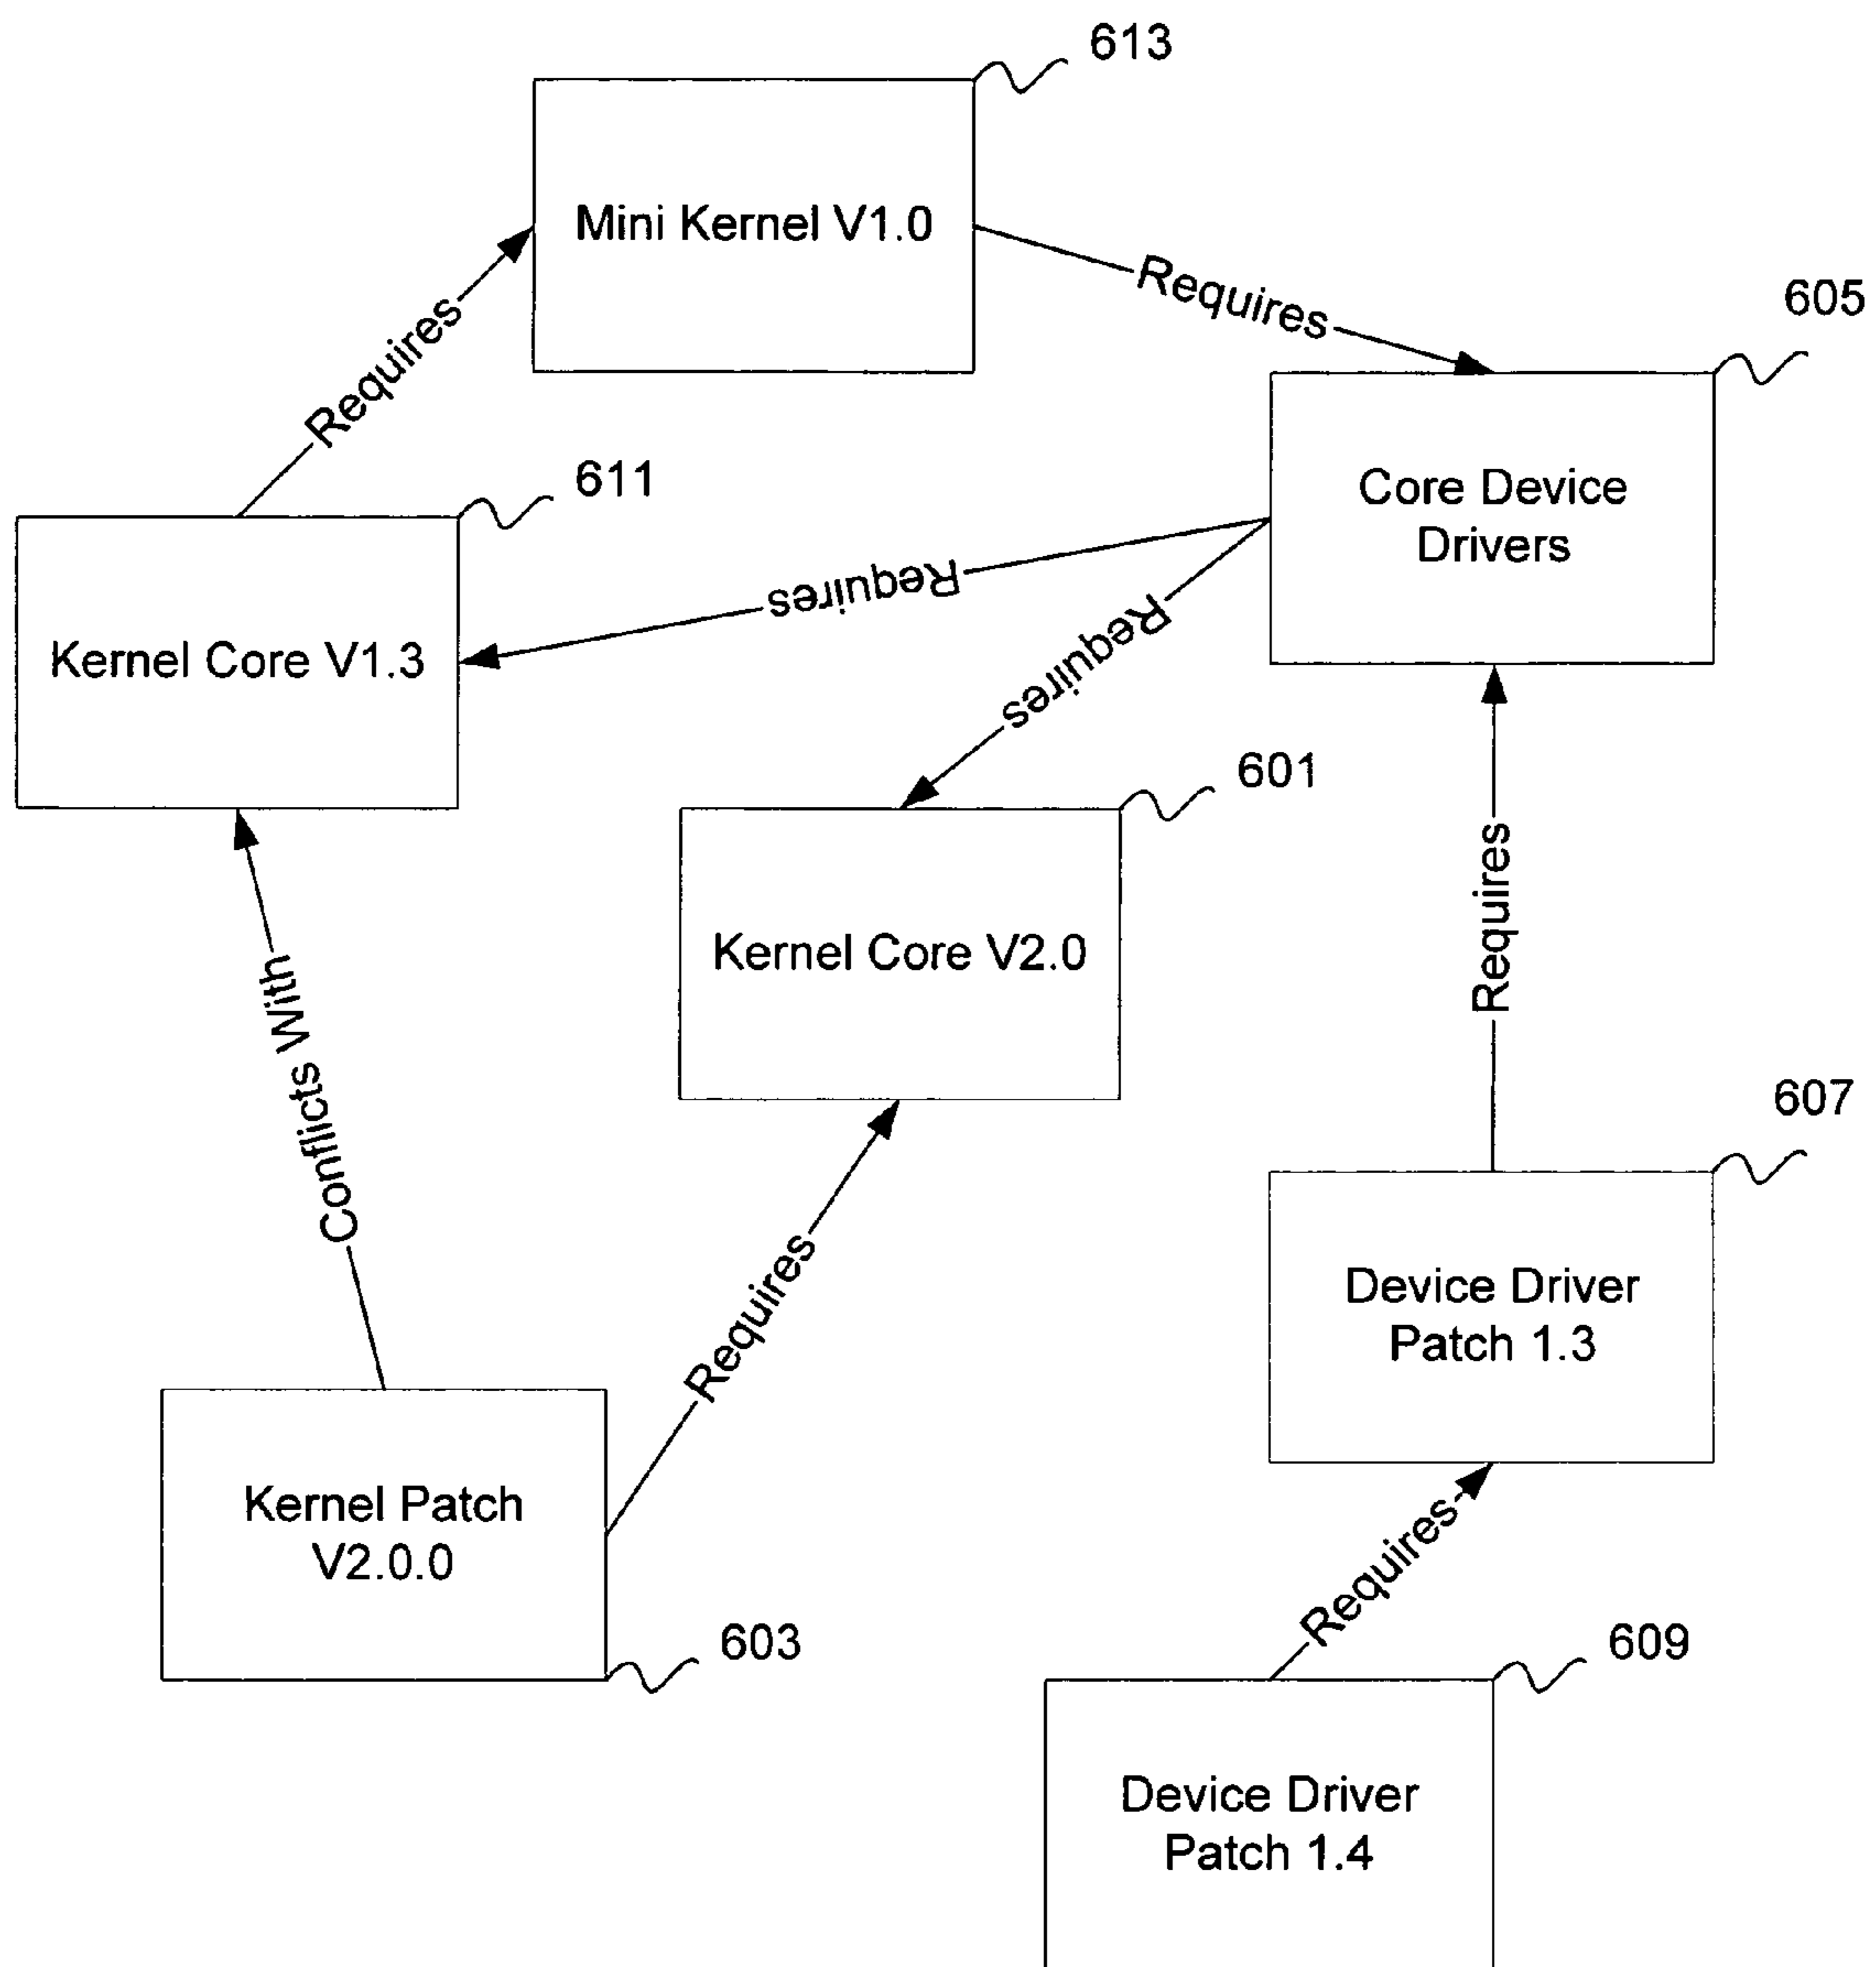 613
Mini Kernel V1.0
Requires
Requires
605
611
Core Device
Drivers
Requires
Requires
Kernel Core V1.3
601
Kernel Core V2.0
Conflicts With
Requires
Requires
607
Device Driver
Patch 1.3
Kernel Patch
V2.0.0
Requires
603
609
Device Driver
Patch 1.4